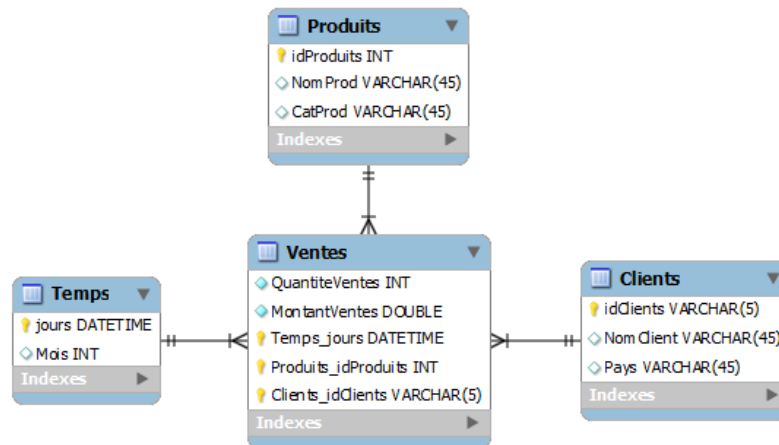 Produits
idProduits INT
NomProd VARCHAR(45)
CatProd VARCHAR(45)
Indexes
Ventes
QuantiteVentes INT
MontantVentes DOUBLE
Temps_jours DATETIME
Produits_idProduits INT
Clients_idClients VARCHAR(5)
Indexes
Temps
jours DATETIME
Mois INT
Indexes
Clients
idClients VARCHAR(5)
NomClient VARCHAR(45)
Pays VARCHAR(45)
Indexes